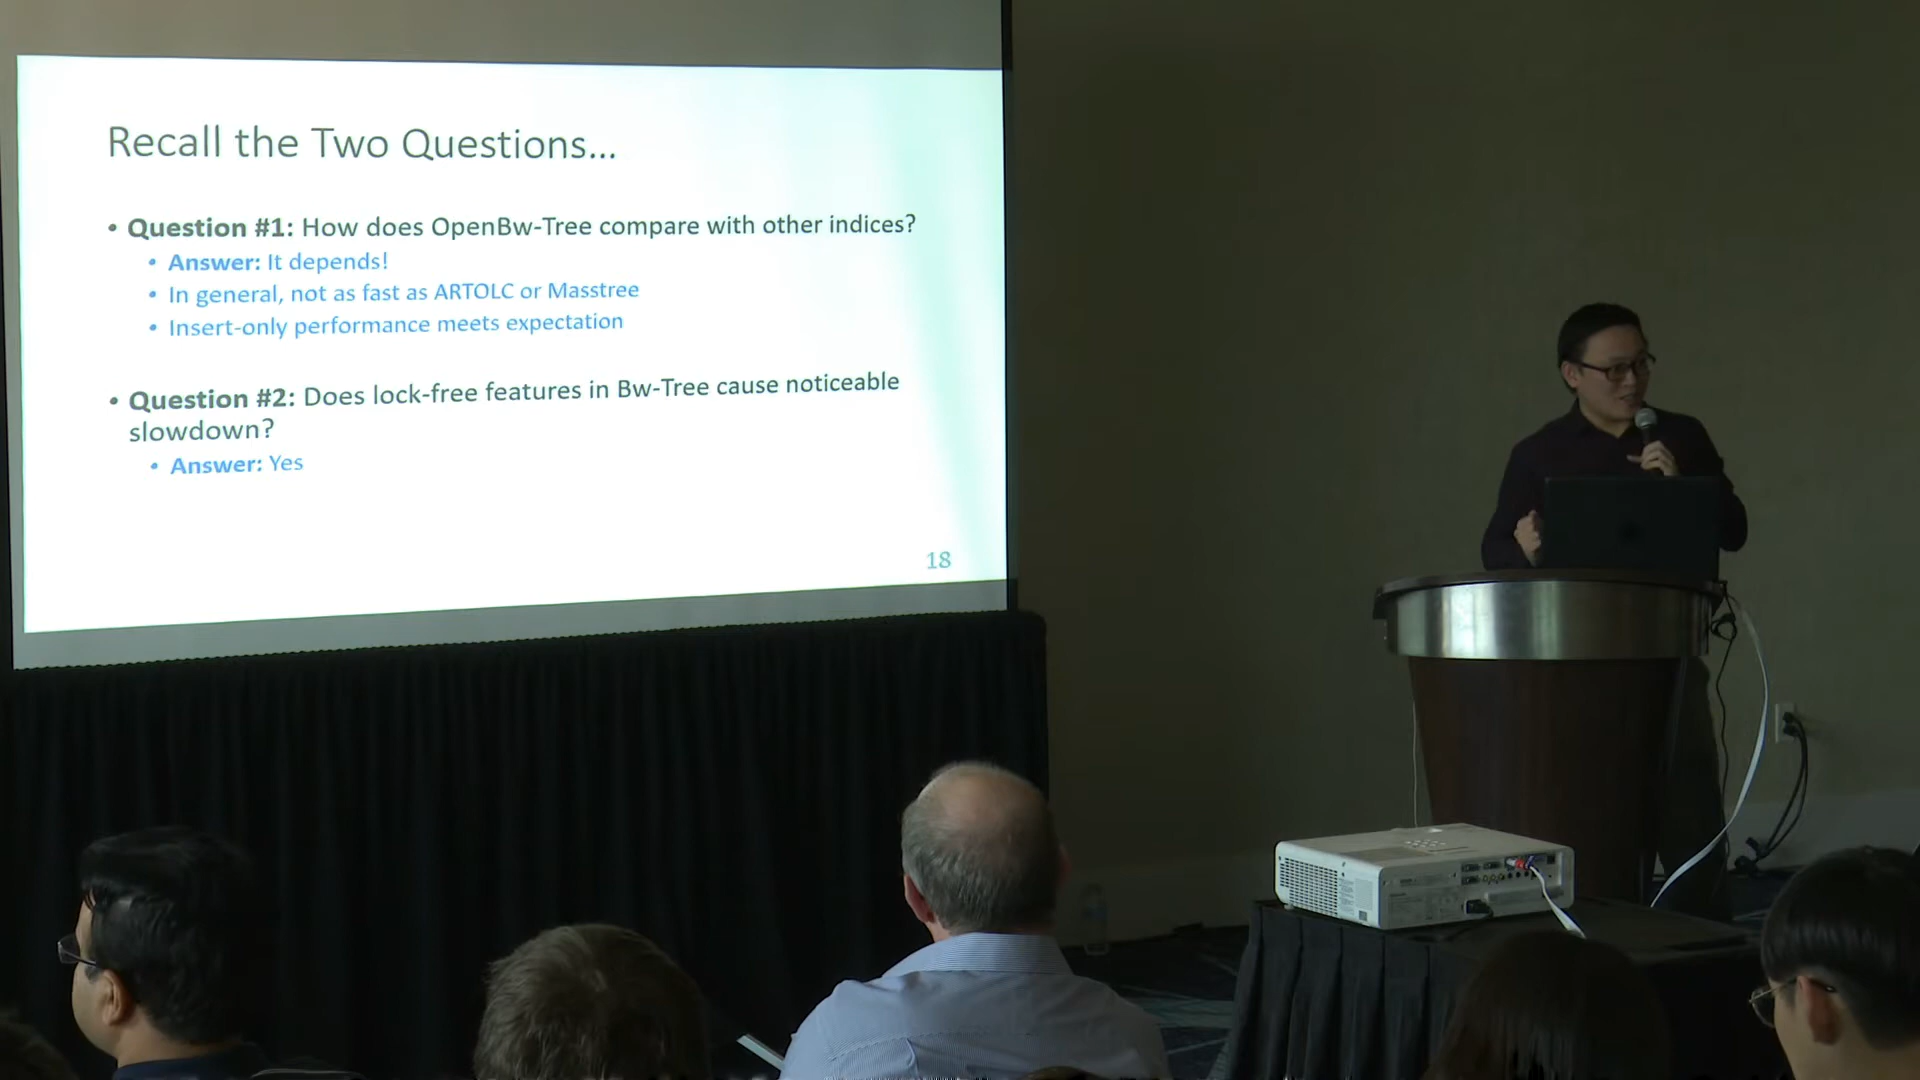 Recall the Two Questions...
• Question #1: How does OpenBw-Tree compare with other indices?
• Answer: It depends!
• In general, not as fast as ARTOLC or Masstree
• Insert-only performance meets expectation
• Question #2: Does lock-free features in Bw-Tree cause noticeable
slowdown?
• Answer: Yes
18